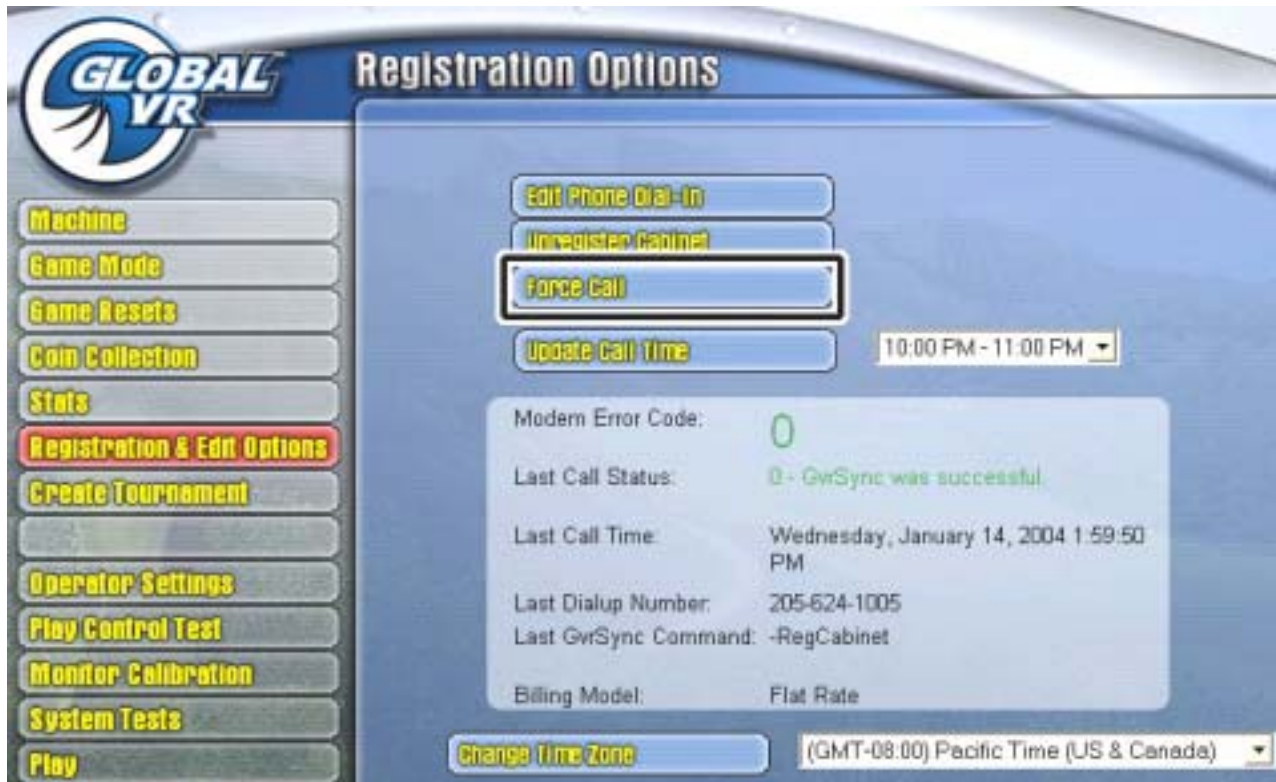 GLOBAL VR
Registration Options
Machine
Game Mode
Game Resets
Coin Collection
Stats
Registration & Edit Options
Create Tournament
Operator Settings
Play Control Test
Monitor Calibration
System Tests
Play
Edit Phone Dial-In
Unregister Cabinet
Force Call
Update Call Time
10:00 PM - 11:00 PM
Modem Error Code: 0
Last Call Status: 0 - GvrSync was successful.
Last Call Time: Wednesday, January 14, 2004 1:59:50
PM
Last Dialup Number: 205-624-1005
Last GvrSync Command: -RegCabinet
Billing Model: Flat Rate
Change Time Zone
(GMT-08:00) Pacific Time (US & Canada)